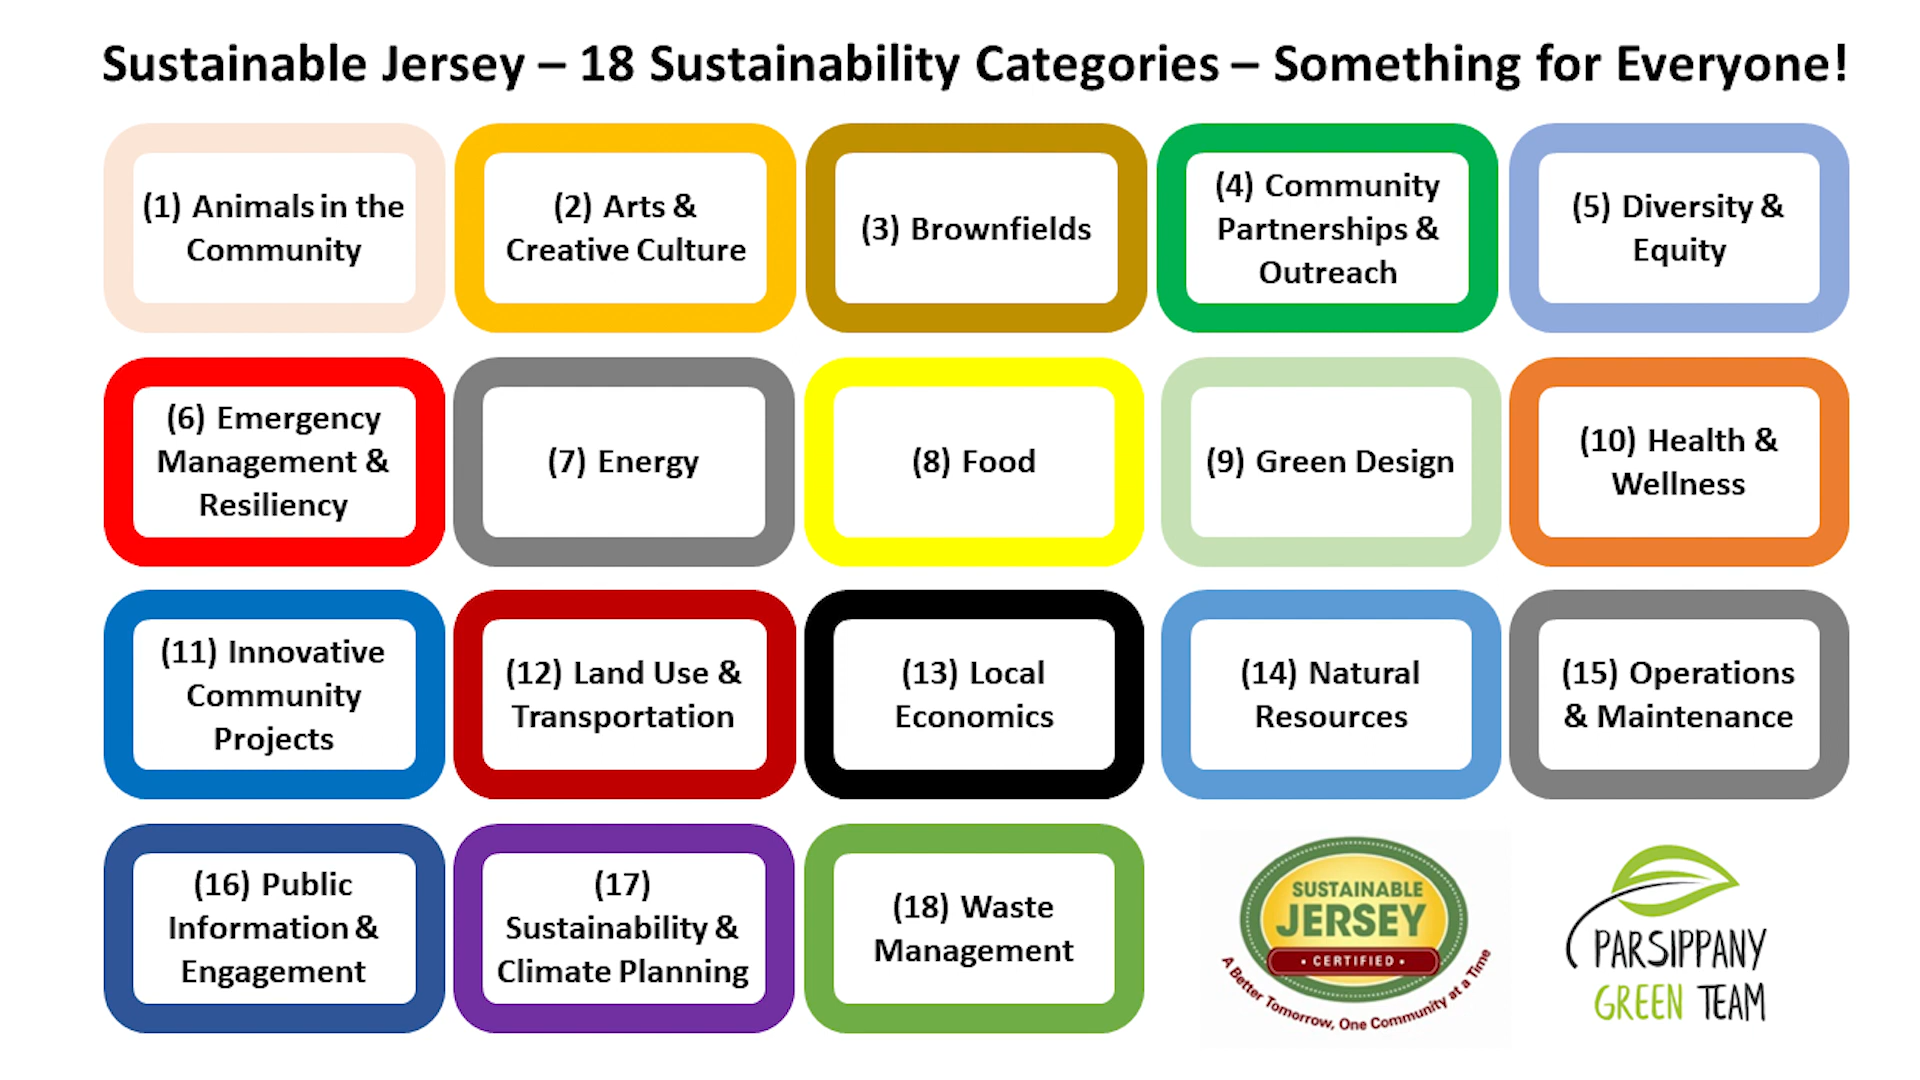 Sustainable Jersey – 18 Sustainability Categories – Something for Everyone!
(1) Animals in the
Community
(2) Arts &
Creative Culture
(3) Brownfields
(4) Community
Partnerships &
Outreach
(5) Diversity &
Equity
(6) Emergency
Management &
Resiliency
(7) Energy
(8) Food
(9) Green Design
(10) Health &
Wellness
(11) Innovative
Community
Projects
(12) Land Use &
Transportation
(13) Local
Economics
(14) Natural
Resources
(15) Operations
& Maintenance
(16) Public
Information &
Engagement
(17)
Sustainability &
Climate Planning
(18) Waste
Management
SUSTAINABLE
JERSEY
• CERTIFIED •
A Better Tomorrow, One Community at a Time
PARSIPPANY
GREEN TEAM